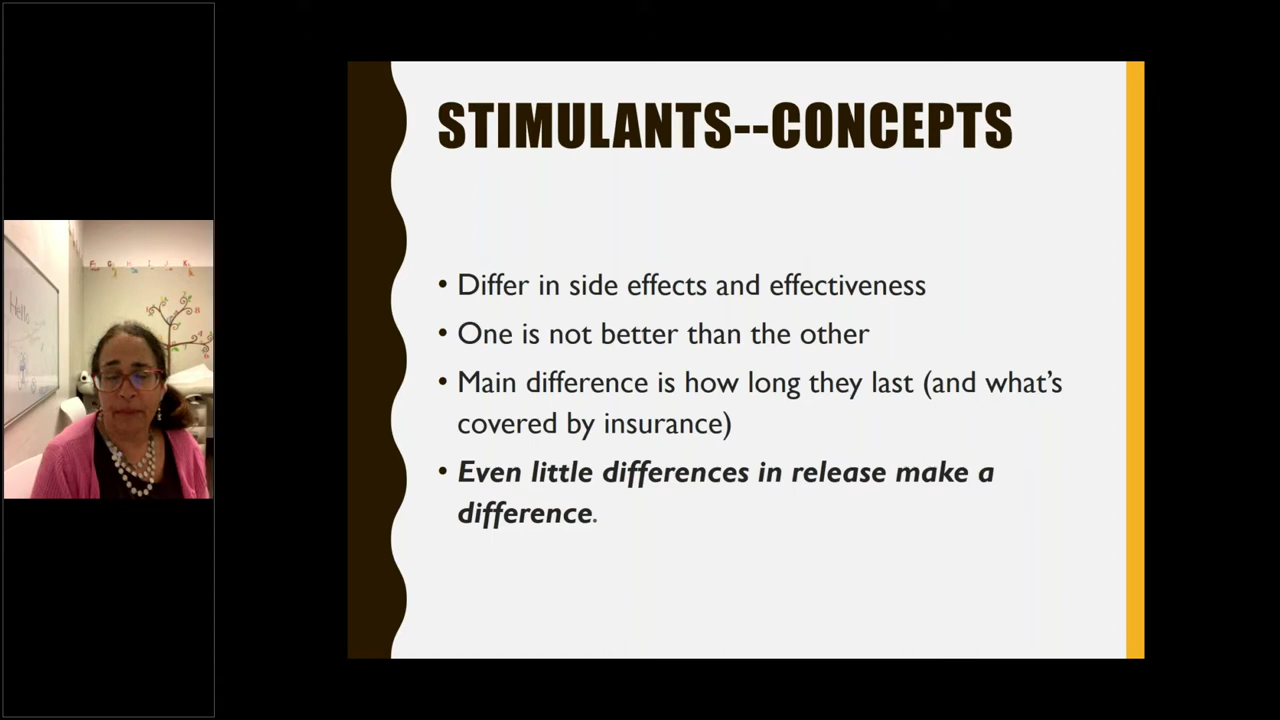 STIMULANTS--CONCEPTS
• Differ in side effects and effectiveness
• One is not better than the other
• Main difference is how long they last (and what’s
covered by insurance)
• Even little differences in release make a
difference.
Hello
F G H I J K